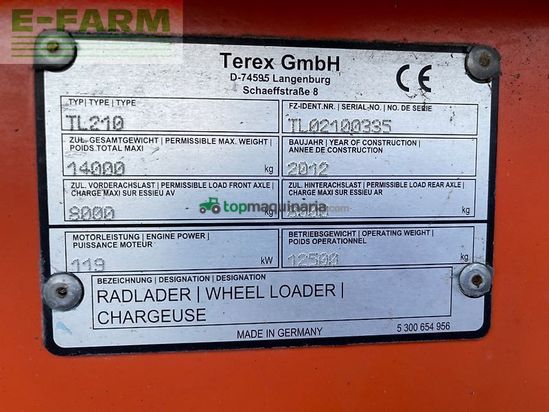 E-FARM
Terex GmbH
D-74595 Langenburg
Schaeffstraße 8
CE
TYP | TYPE | TYPE
TL210
FZ-IDENT.NR. | SERIAL-NO. | NO. DE SERIE
TL02100335
ZUL. GESAMTGEWICHT | PERMISSIBLE MAX. WEIGHT |
POIDS TOTAL MAXI
14000 kg
BAUJAHR | YEAR OF CONSTRUCTION |
ANNEE DE CONSTRUCTION
2012
ZUL. VORDERACHSLAST | PERMISSIBLE LOAD FRONT AXLE |
CHARGE MAXI SUR ESSIEU AV
8000 kg
ZUL. HINTERACHSLAST | PERMISSIBLE LOAD REAR AXLE |
CHARGE MAXI SUR ESSIEU AR
kg
topmaquinaria.com
MOTORLEISTUNG | ENGINE POWER |
PUISSANCE MOTEUR
119 kW
BETRIEBSGEWICHT | OPERATING WEIGHT |
POIDS OPERATIONNEL
12500 kg
BEZEICHNUNG | DESIGNATION | DESIGNATION
RADLADER | WHEEL LOADER |
CHARGEUSE
MADE IN GERMANY
5 300 654 956